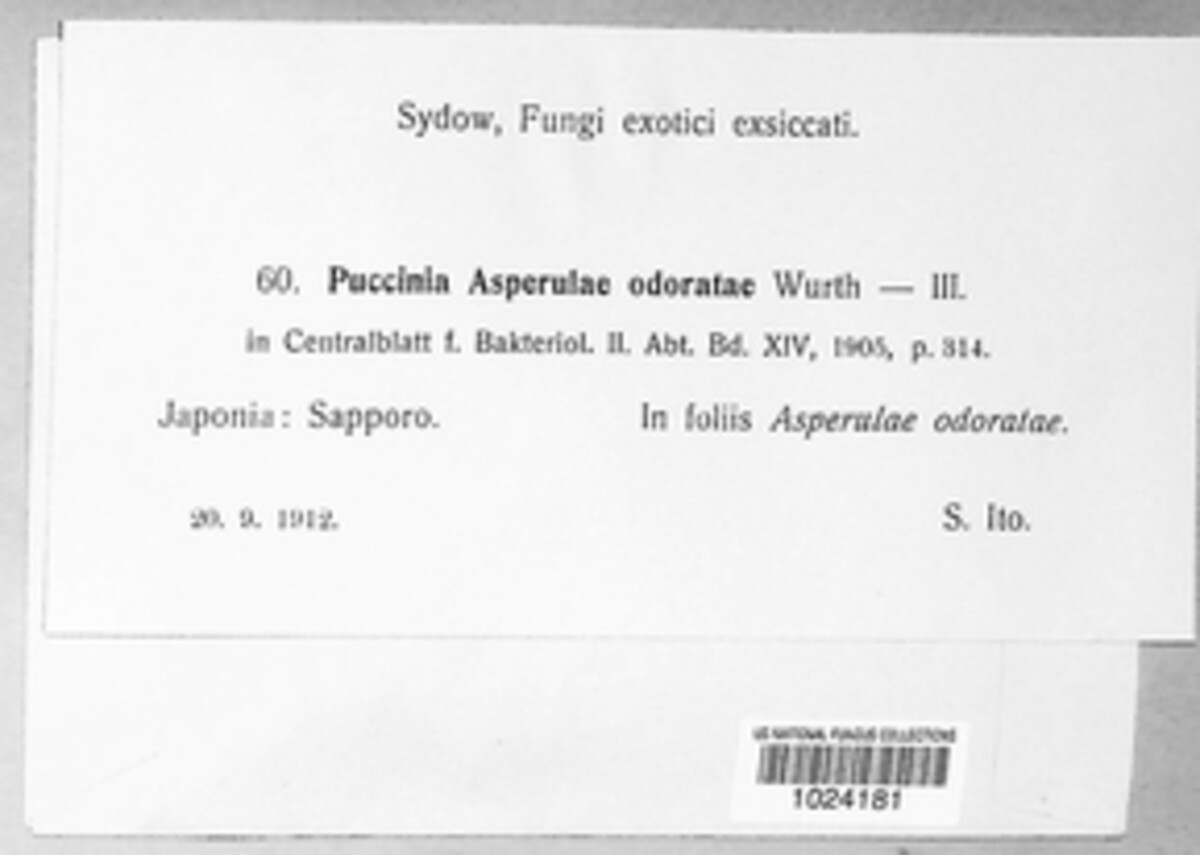 Sydow, Fungi exotici exsiccati.
60. Puccinia Asperulae odoratae Wurth — III.
in Centralblatt f. Bakteriol. II. Abt. Bd. XIV, 1905, p. 314.
Japonia: Sapporo. In foliis Asperulae odoratae.
20. 9. 1912. S. Ito.
US NATIONAL FUNGUS COLLECTIONS
1024181